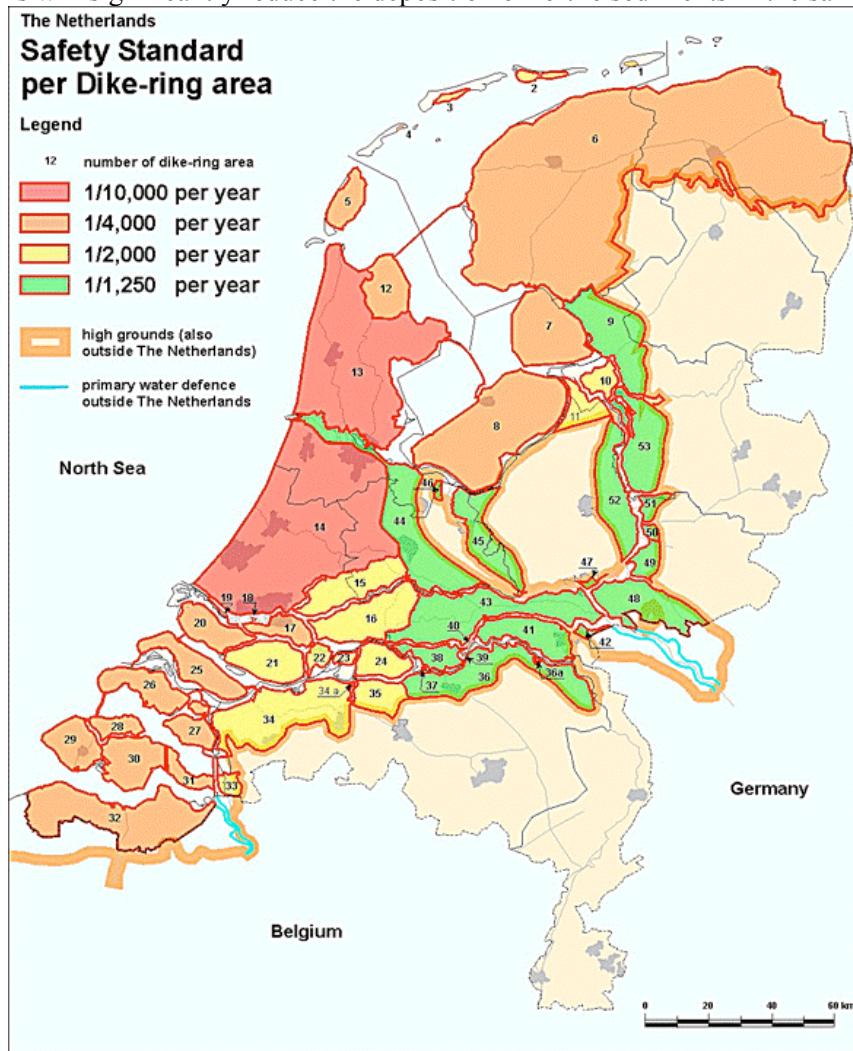 The Netherlands
Safety Standard
per Dike-ring area
Legend
12 number of dike-ring area
1/10,000 per year
1/4,000 per year
1/2,000 per year
1/1,250 per year
high grounds (also
outside The Netherlands)
primary water defence
outside The Netherlands
North Sea
Germany
Belgium
1
2
3
4
5
6
7
8
9
10
11
12
13
14
15
16
17
18
19
20
21
22
23
24
25
26
27
28
29
30
31
32
33
34
34 a
35
36
36a
37
38
39
40
41
42
43
44
45
46
47
48
49
50
51
52
53
0 20 40 60 km